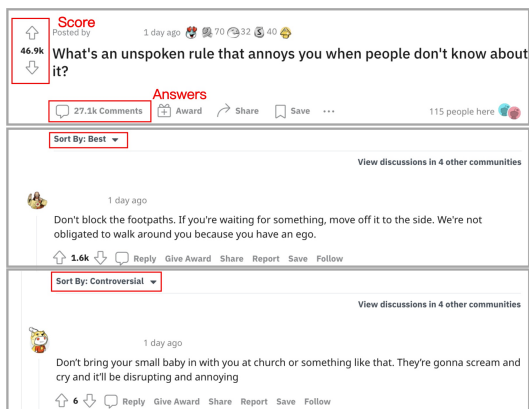 Score
Posted by 1 day ago 70 32 40
46.9k
What's an unspoken rule that annoys you when people don't know about
it?
Answers
27.1k Comments Award Share Save ··· 115 people here
Sort By: Best
View discussions in 4 other communities
1 day ago
Don't block the footpaths. If you're waiting for something, move off it to the side. We're not
obligated to walk around you because you have an ego.
1.6k Reply Give Award Share Report Save Follow
Sort By: Controversial
View discussions in 4 other communities
1 day ago
Don't bring your small baby in with you at church or something like that. They're gonna scream and
cry and it'll be disrupting and annoying
6 Reply Give Award Share Report Save Follow